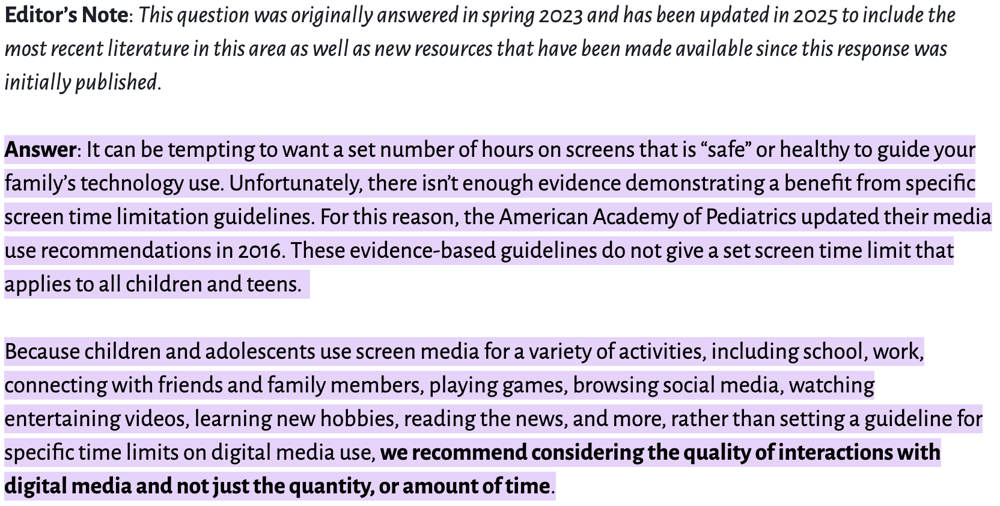 Editor’s Note: This question was originally answered in spring 2023 and has been updated in 2025 to include the
most recent literature in this area as well as new resources that have been made available since this response was
initially published.
Answer: It can be tempting to want a set number of hours on screens that is “safe” or healthy to guide your
family’s technology use. Unfortunately, there isn’t enough evidence demonstrating a benefit from specific
screen time limitation guidelines. For this reason, the American Academy of Pediatrics updated their media
use recommendations in 2016. These evidence-based guidelines do not give a set screen time limit that
applies to all children and teens.
Because children and adolescents use screen media for a variety of activities, including school, work,
connecting with friends and family members, playing games, browsing social media, watching
entertaining videos, learning new hobbies, reading the news, and more, rather than setting a guideline for
specific time limits on digital media use, we recommend considering the quality of interactions with
digital media and not just the quantity, or amount of time.